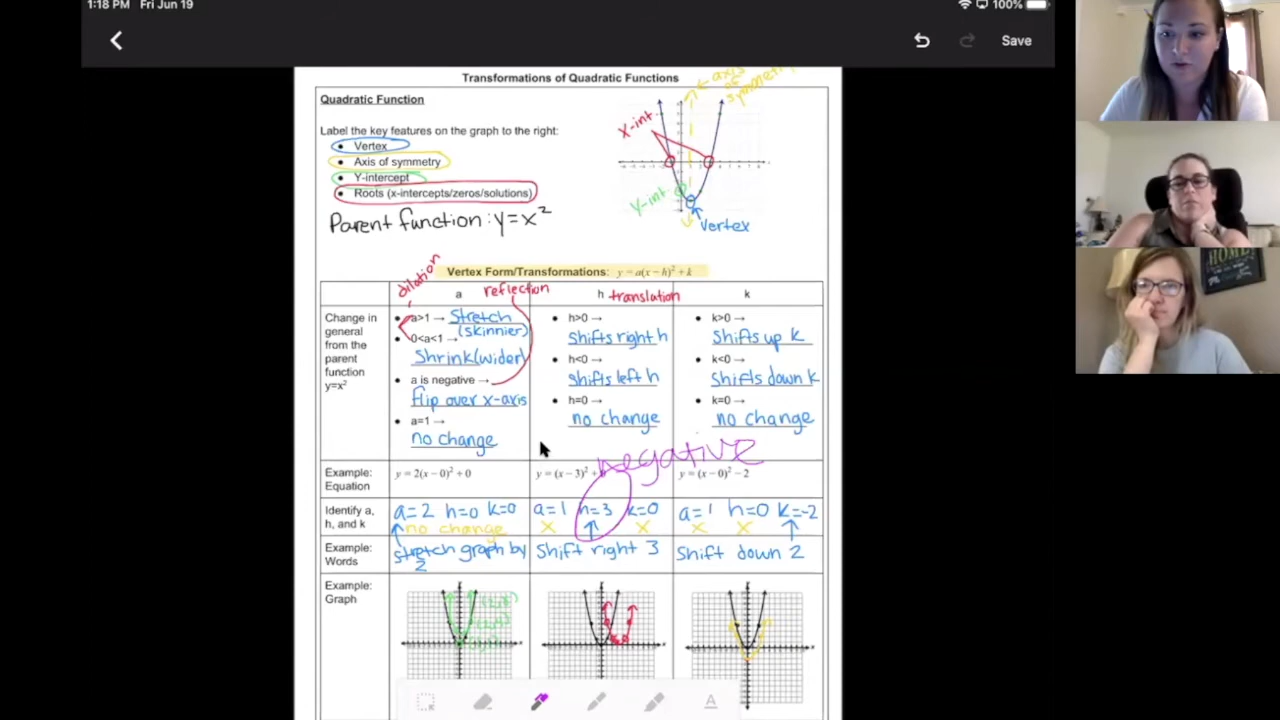 1:18 PM Fri Jun 19
100%
Save
Transformations of Quadratic Functions
← axis of symmetry
Quadratic Function
Label the key features on the graph to the right:
• Vertex
• Axis of symmetry
• Y-intercept
• Roots (x-intercepts/zeros/solutions)
Parent function: y=x²
X-int
Y-int
Vertex
Vertex Form/Transformations: y = a(x − h)² + k
dilation
a
reflection
h
translation
k
Change in general from the parent function y=x²
• a>1 → Stretch (skinnier)
• 0<a<1 → Shrink (wider)
• a is negative → flip over x-axis
• a=1 → no change
• h>0 → Shifts right h
• h<0 → Shifts left h
• h=0 → no change
• k>0 → Shifts up k
• k<0 → Shifts down k
• k=0 → no change
negative
Example: Equation
y = 2(x − 0)² + 0
y = (x − 3)² +
y = (x − 0)² − 2
Identify a, h, and k
a=2 h=0 k=0
no change
a=1 h=3 k=0
x x
a=1 h=0 k=-2
x x
Example: Words
stretch graph by 2
Shift right 3
Shift down 2
Example: Graph
A
HOME